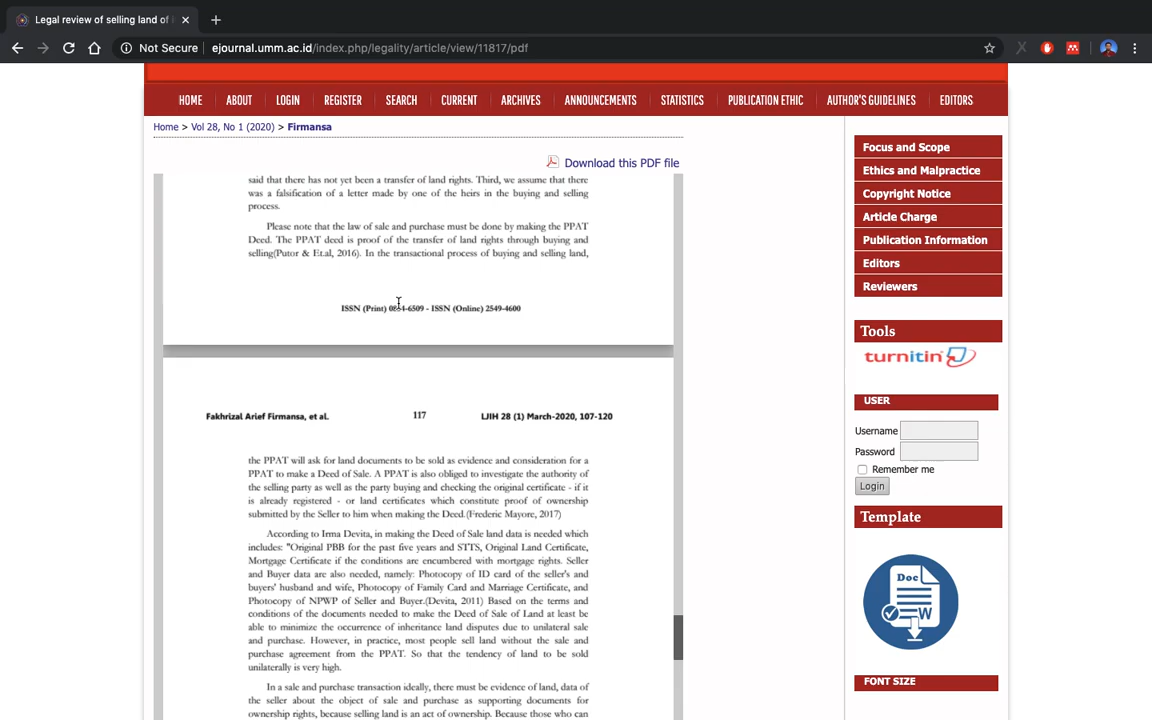 Legal review of selling land of
Not Secure
ejournal.umm.ac.id/index.php/legality/article/view/11817/pdf
HOME
ABOUT
LOGIN
REGISTER
SEARCH
CURRENT
ARCHIVES
ANNOUNCEMENTS
STATISTICS
PUBLICATION ETHIC
AUTHOR'S GUIDELINES
EDITORS
Home > Vol 28, No 1 (2020) > Firmansa
Download this PDF file
said that there has not yet been a transfer of land rights. Third, we assume that there
was a falsification of a letter made by one of the heirs in the buying and selling
process.
Please note that the law of sale and purchase must be done by making the PPAT
Deed. The PPAT deed is proof of the transfer of land rights through buying and
selling(Putor & Et.al, 2016). In the transactional process of buying and selling land,
ISSN (Print) 0854-6509 - ISSN (Online) 2549-4600
Fakhrizal Arief Firmansa, et al.
117
LJIH 28 (1) March-2020, 107-120
the PPAT will ask for land documents to be sold as evidence and consideration for a
PPAT to make a Deed of Sale. A PPAT is also obliged to investigate the authority of
the selling party as well as the party buying and checking the original certificate - if it
is already registered - or land certificates which constitute proof of ownership
submitted by the Seller to him when making the Deed.(Frederic Mayore, 2017)
According to Irma Devita, in making the Deed of Sale land data is needed which
includes: "Original PBB for the past five years and STTS, Original Land Certificate,
Mortgage Certificate if the conditions are encumbered with mortgage rights. Seller
and Buyer data are also needed, namely: Photocopy of ID card of the seller's and
buyers' husband and wife, Photocopy of Family Card and Marriage Certificate, and
Photocopy of NPWP of Seller and Buyer.(Devita, 2011) Based on the terms and
conditions of the documents needed to make the Deed of Sale of Land at least be
able to minimize the occurrence of inheritance land disputes due to unilateral sale
and purchase. However, in practice, most people sell land without the sale and
purchase agreement from the PPAT. So that the tendency of land to be sold
unilaterally is very high.
In a sale and purchase transaction ideally, there must be evidence of land, data of
the seller about the object of sale and purchase as supporting documents for
ownership rights, because selling land is an act of ownership. Because those who can
Focus and Scope
Ethics and Malpractice
Copyright Notice
Article Charge
Publication Information
Editors
Reviewers
Tools
turnitin
USER
Username
Password
Remember me
Login
Template
Doc
W
FONT SIZE